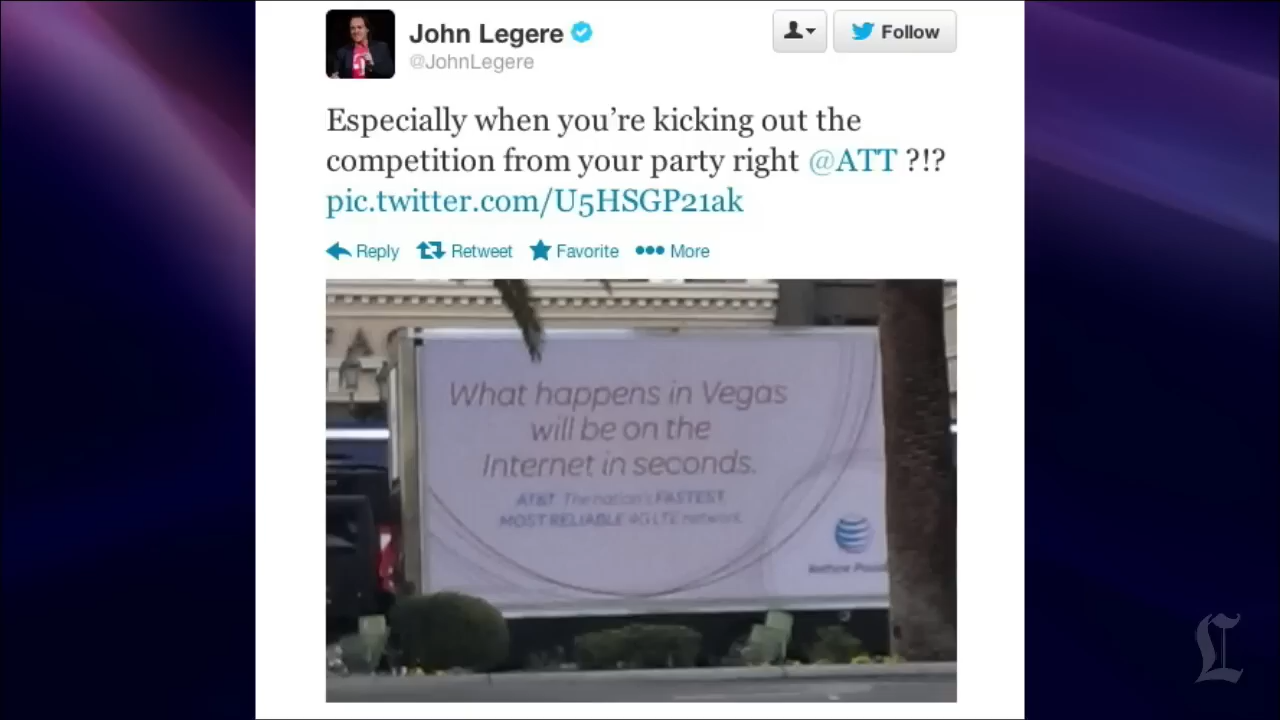 John Legere
@JohnLegere
Follow
Especially when you’re kicking out the
competition from your party right @ATT ?!?
pic.twitter.com/U5HSGP21ak
Reply Retweet Favorite More
What happens in Vegas
will be on the
Internet in seconds.
AT&T The nation's FASTEST
MOST RELIABLE 4G LTE network.